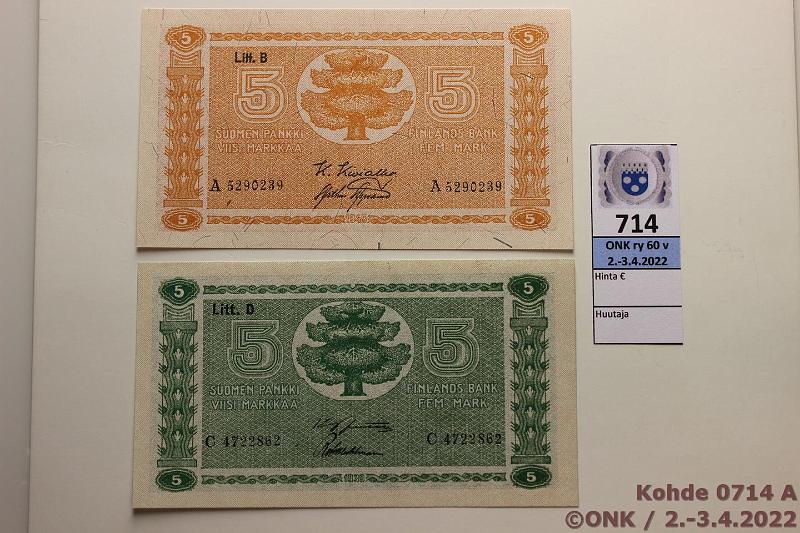 5 5
Litt. B
5 5
SUOMEN PANKKI FINLANDS BANK
VIISI MARKKAA FEM MARK
A 5290239 A 5290239
5 5
5 5
Litt. D
5 5
SUOMEN PANKKI FINLANDS BANK
VIISI MARKKAA FEM MARK
C 4722862 C 4722862
5 5
714
ONK ry 60 v
2.-3.4.2022
Hinta €
Huutaja
Kohde 0714 A
©ONK / 2.-3.4.2022